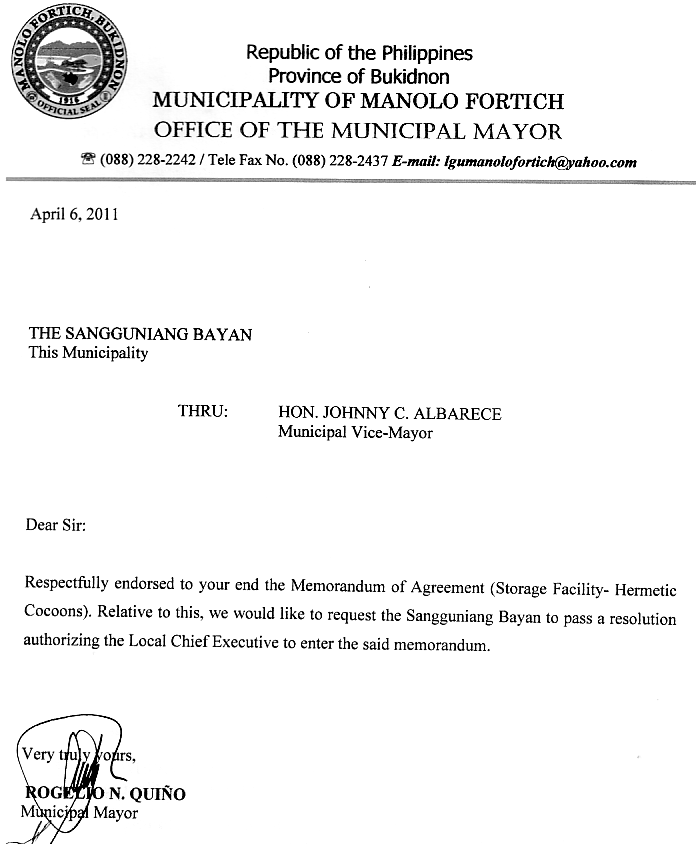 MANOLO FORTICH, BUKIDNON
1916
OFFICIAL SEAL
Republic of the Philippines
Province of Bukidnon
MUNICIPALITY OF MANOLO FORTICH
OFFICE OF THE MUNICIPAL MAYOR
☎ (088) 228-2242 / Tele Fax No. (088) 228-2437 E-mail: lgumanolofortich@yahoo.com
April 6, 2011
THE SANGGUNIANG BAYAN
This Municipality
THRU: HON. JOHNNY C. ALBARECE
Municipal Vice-Mayor
Dear Sir:
Respectfully endorsed to your end the Memorandum of Agreement (Storage Facility- Hermetic
Cocoons). Relative to this, we would like to request the Sangguniang Bayan to pass a resolution
authorizing the Local Chief Executive to enter the said memorandum.
Very truly yours,
ROGELIO N. QUIÑO
Municipal Mayor